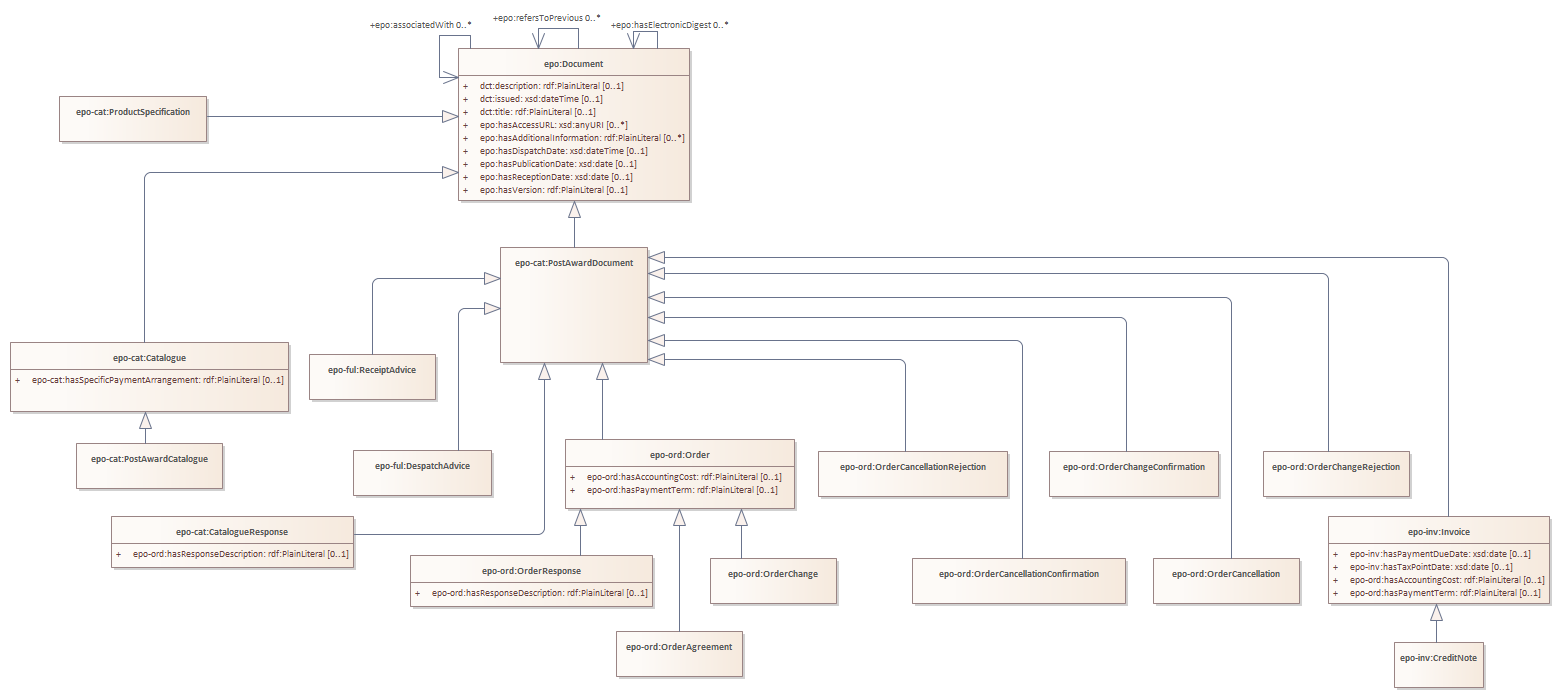 +epo:associatedWith 0..*
+epo:refersToPrevious 0..*
+epo:hasElectronicDigest 0..*
epo:Document
+ dct:description: rdf:PlainLiteral [0..1]
+ dct:issued: xsd:dateTime [0..1]
+ dct:title: rdf:PlainLiteral [0..1]
+ epo:hasAccessURL: xsd:anyURI [0..*]
+ epo:hasAdditionalInformation: rdf:PlainLiteral [0..*]
+ epo:hasDispatchDate: xsd:dateTime [0..1]
+ epo:hasPublicationDate: xsd:date [0..1]
+ epo:hasReceptionDate: xsd:date [0..1]
+ epo:hasVersion: rdf:PlainLiteral [0..1]
epo-cat:ProductSpecification
epo-cat:PostAwardDocument
epo-cat:Catalogue
+ epo-cat:hasSpecificPaymentArrangement: rdf:PlainLiteral [0..1]
epo-ful:ReceiptAdvice
epo-cat:PostAwardCatalogue
epo-ful:DespatchAdvice
epo-ord:Order
+ epo-ord:hasAccountingCost: rdf:PlainLiteral [0..1]
+ epo-ord:hasPaymentTerm: rdf:PlainLiteral [0..1]
epo-ord:OrderCancellationRejection
epo-ord:OrderChangeConfirmation
epo-ord:OrderChangeRejection
epo-cat:CatalogueResponse
+ epo-ord:hasResponseDescription: rdf:PlainLiteral [0..1]
epo-ord:OrderResponse
+ epo-ord:hasResponseDescription: rdf:PlainLiteral [0..1]
epo-ord:OrderChange
epo-ord:OrderCancellationConfirmation
epo-ord:OrderCancellation
epo-inv:Invoice
+ epo-inv:hasPaymentDueDate: xsd:date [0..1]
+ epo-inv:hasTaxPointDate: xsd:date [0..1]
+ epo-ord:hasAccountingCost: rdf:PlainLiteral [0..1]
+ epo-ord:hasPaymentTerm: rdf:PlainLiteral [0..1]
epo-ord:OrderAgreement
epo-inv:CreditNote